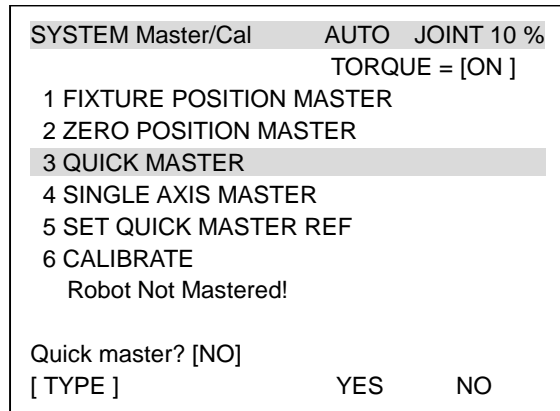 SYSTEM Master/Cal AUTO JOINT 10 %
TORQUE = [ON ]
1 FIXTURE POSITION MASTER
2 ZERO POSITION MASTER
3 QUICK MASTER
4 SINGLE AXIS MASTER
5 SET QUICK MASTER REF
6 CALIBRATE
Robot Not Mastered!
Quick master? [NO]
[ TYPE ] YES NO